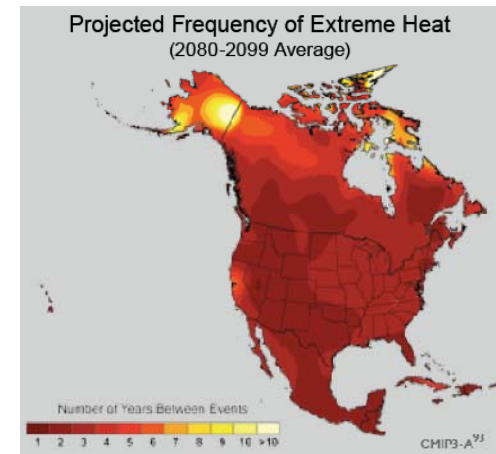 Projected Frequency of Extreme Heat
(2080-2099 Average)
Number of Years Between Events
1 2 3 4 5 6 7 8 9 10 >10
CMIP3-A93